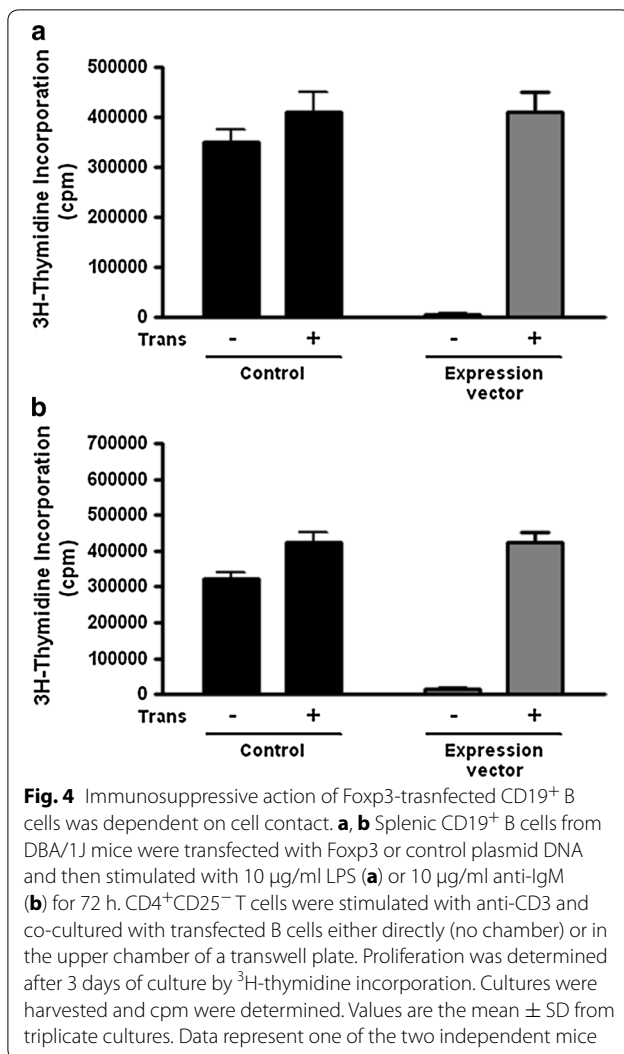 a
3H-Thymidine Incorporation
(cpm)
500000
400000
300000
200000
100000
0
Trans - + - +
Control Expression
vector
b
3H-Thymidine Incorporation
(cpm)
700000
600000
500000
400000
300000
200000
100000
0
Trans - + - +
Control Expression
vector
Fig. 4 Immunosuppressive action of Foxp3-trasnfected CD19⁺ B
cells was dependent on cell contact. a, b Splenic CD19⁺ B cells from
DBA/1J mice were transfected with Foxp3 or control plasmid DNA
and then stimulated with 10 µg/ml LPS (a) or 10 µg/ml anti-IgM
(b) for 72 h. CD4⁺CD25⁻ T cells were stimulated with anti-CD3 and
co-cultured with transfected B cells either directly (no chamber) or in
the upper chamber of a transwell plate. Proliferation was determined
after 3 days of culture by ³H-thymidine incorporation. Cultures were
harvested and cpm were determined. Values are the mean ± SD from
triplicate cultures. Data represent one of the two independent mice